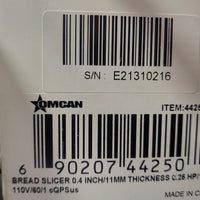 S/N: E21310216
OMCAN
ITEM:4425
6 90207 44250
BREAD SLICER 0.4 INCH/11MM THICKNESS 0.25 HP/
110V/60/1 cQPSus
MADE IN C